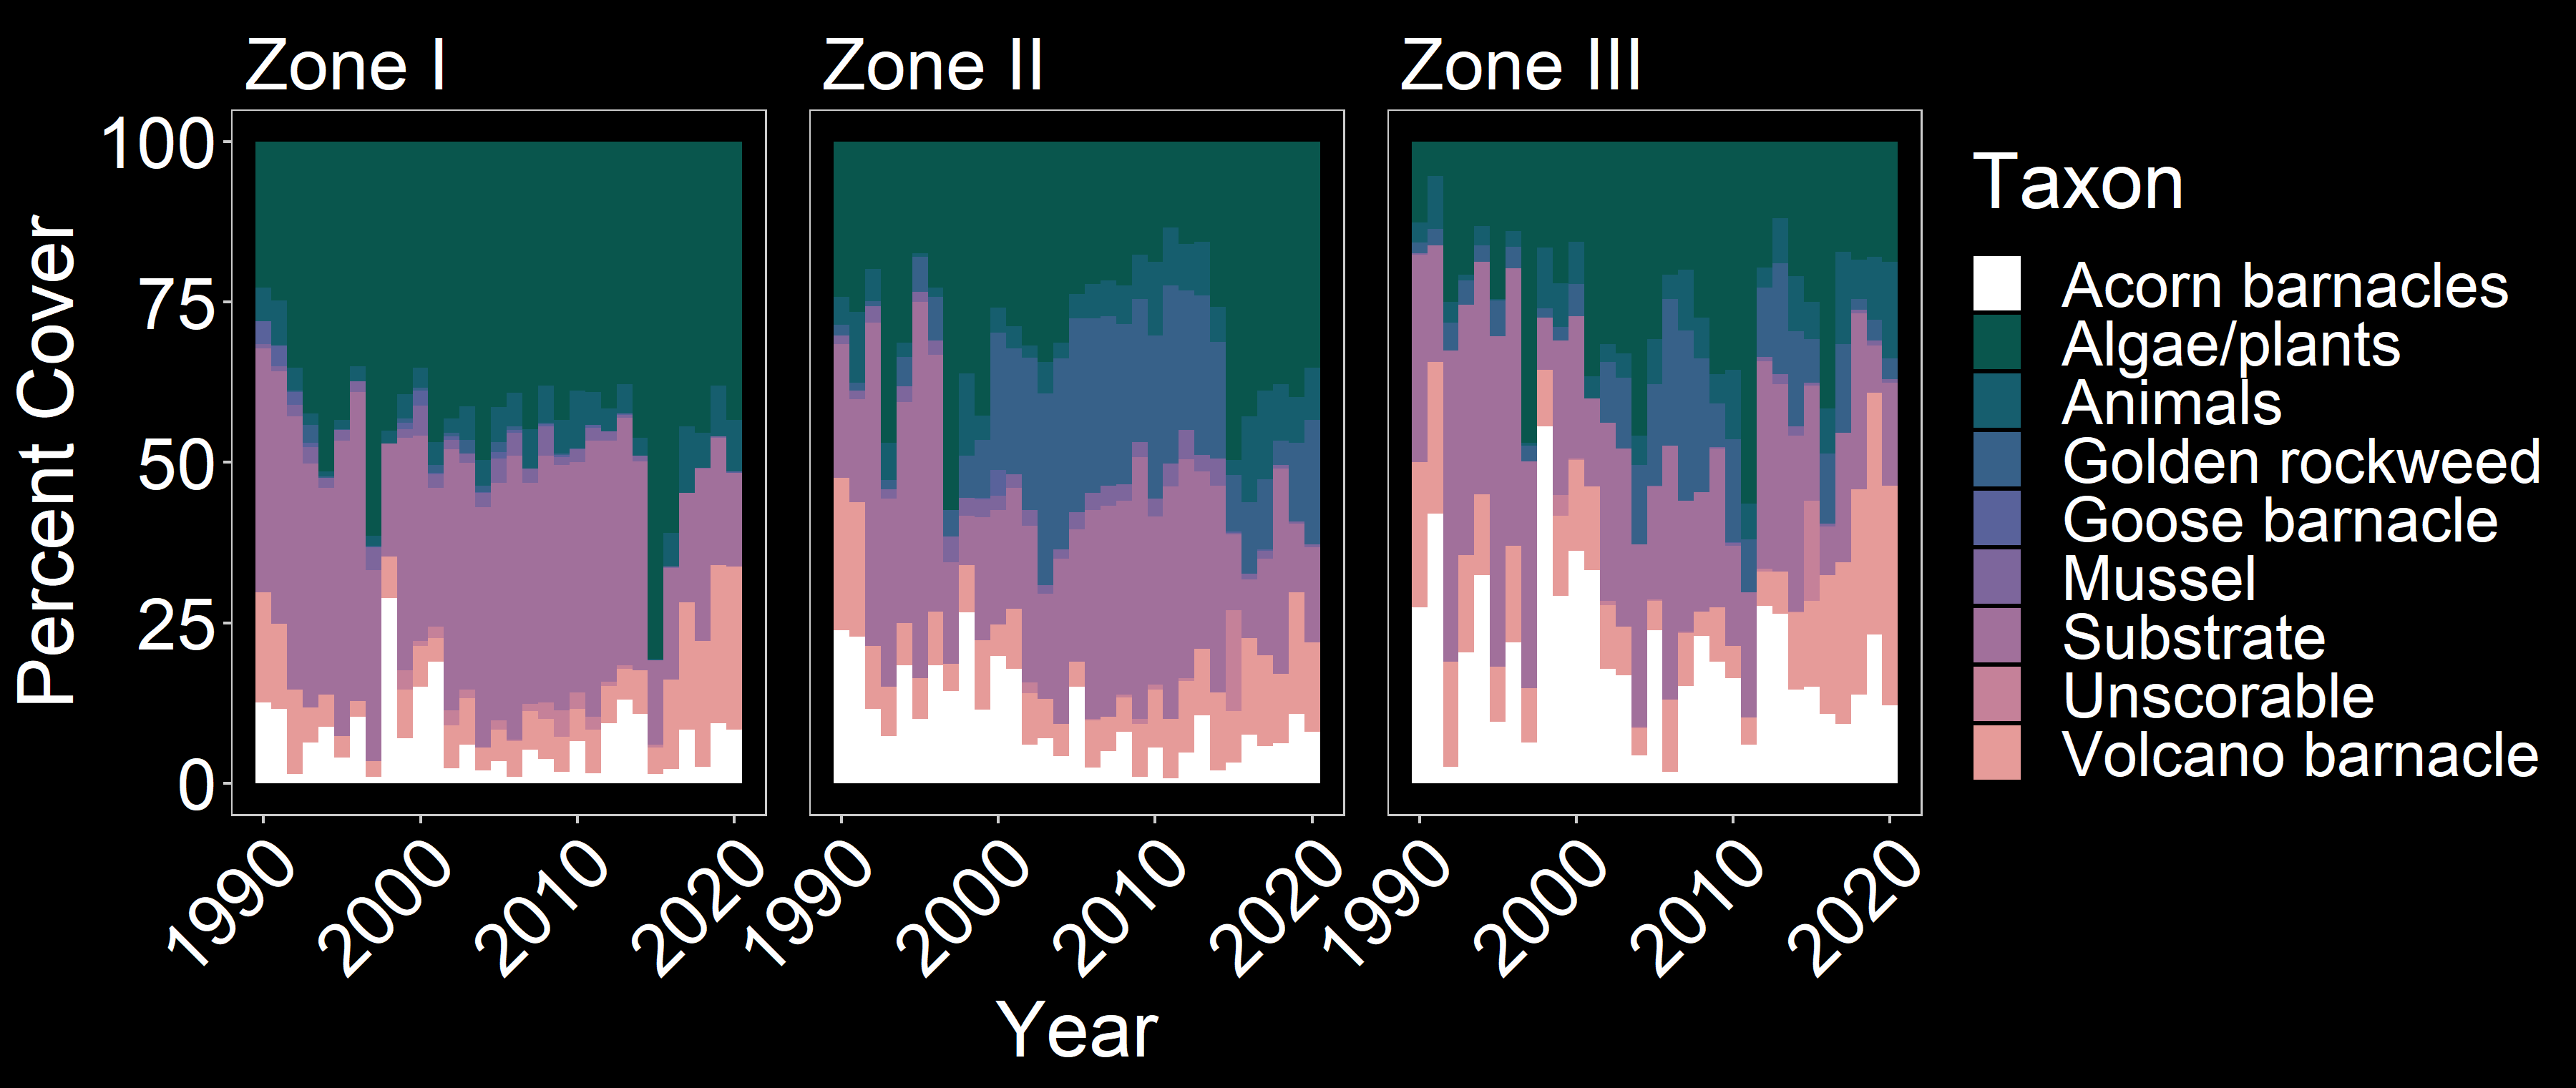 Zone I
Zone II
Zone III
Percent Cover
100
75
50
25
0
1990
2000
2010
2020
1990
2000
2010
2020
1990
2000
2010
2020
Year
Taxon
Acorn barnacles
Algae/plants
Animals
Golden rockweed
Goose barnacle
Mussel
Substrate
Unscorable
Volcano barnacle